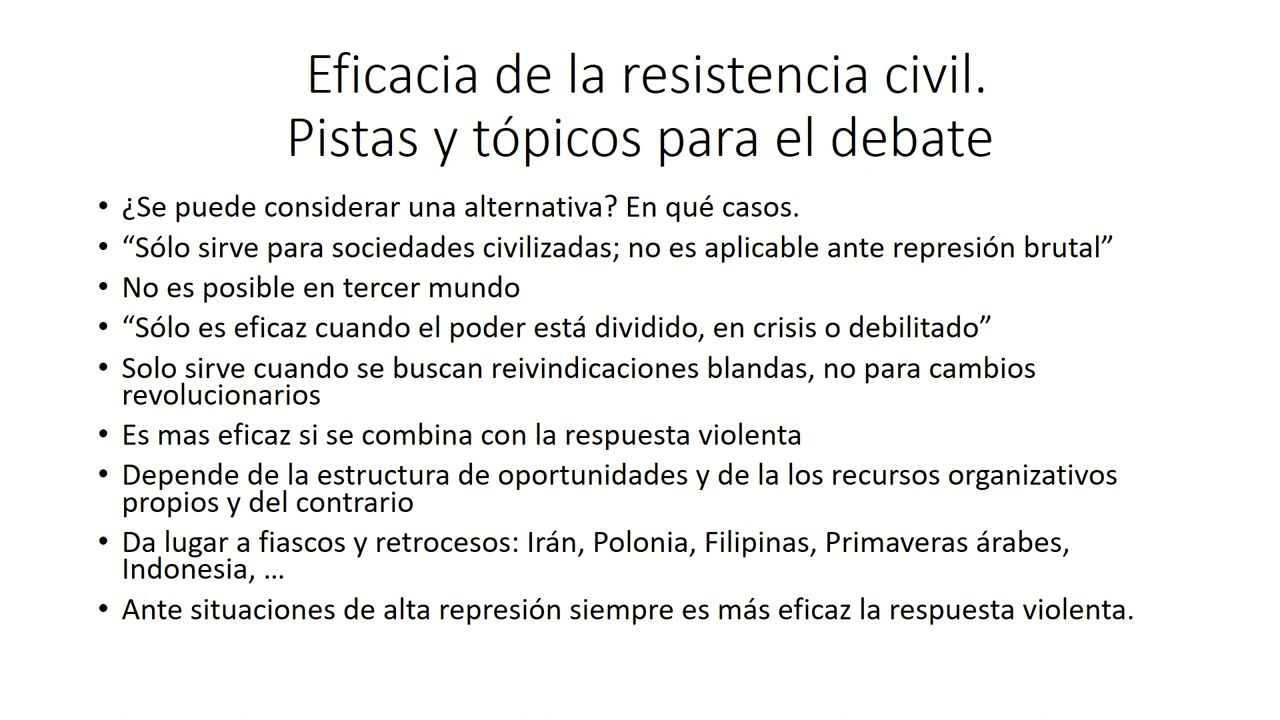 Eficacia de la resistencia civil.
Pistas y tópicos para el debate
• ¿Se puede considerar una alternativa? En qué casos.
• “Sólo sirve para sociedades civilizadas; no es aplicable ante represión brutal”
• No es posible en tercer mundo
• “Sólo es eficaz cuando el poder está dividido, en crisis o debilitado”
• Solo sirve cuando se buscan reivindicaciones blandas, no para cambios
revolucionarios
• Es mas eficaz si se combina con la respuesta violenta
• Depende de la estructura de oportunidades y de la los recursos organizativos
propios y del contrario
• Da lugar a fiascos y retrocesos: Irán, Polonia, Filipinas, Primaveras árabes,
Indonesia, ...
• Ante situaciones de alta represión siempre es más eficaz la respuesta violenta.